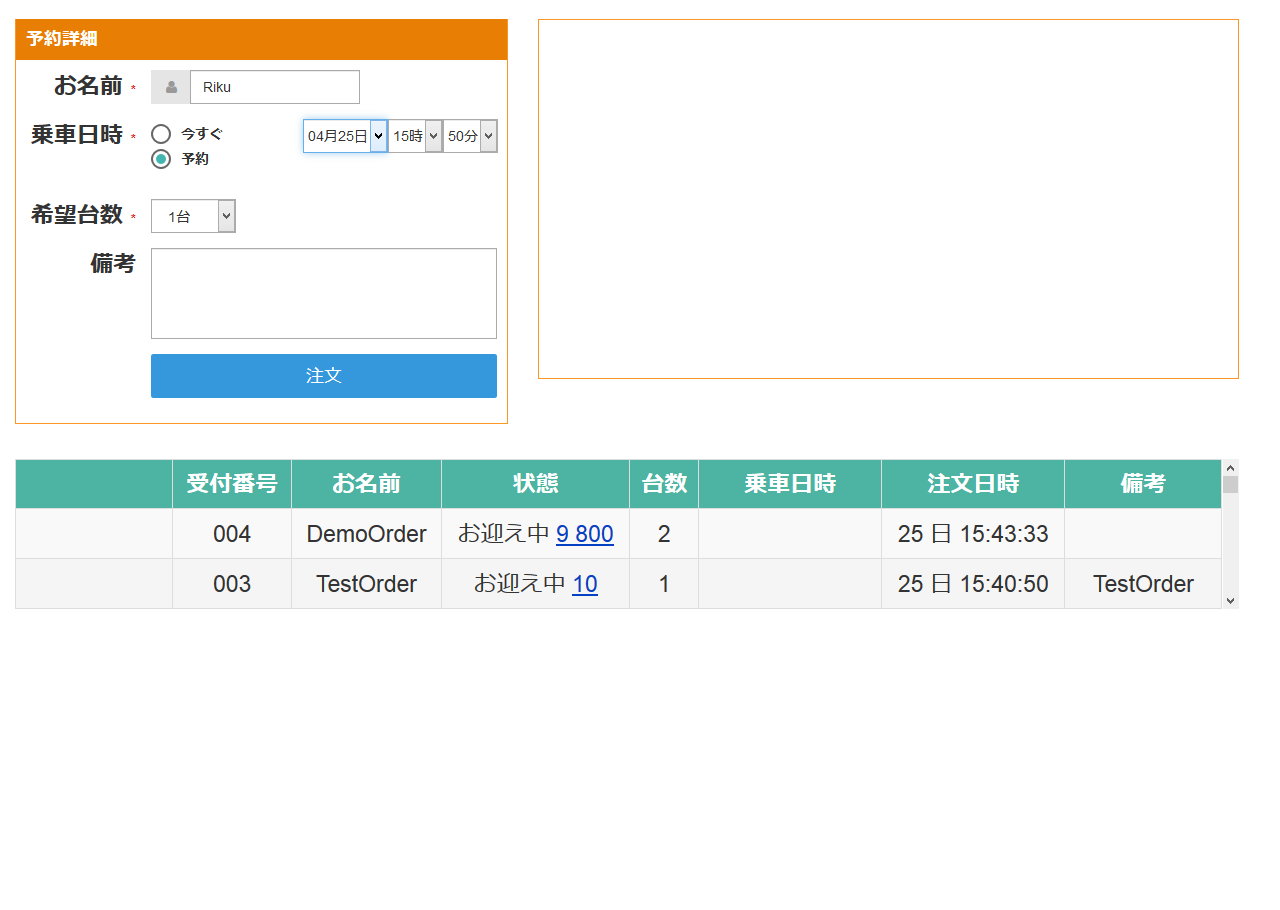 予約詳細
お名前 * Riku
乗車日時 * 今すぐ 04月25日 15時 50分
予約
希望台数 * 1台
備考
注文
受付番号 お名前 状態 台数 乗車日時 注文日時 備考
004 DemoOrder お迎え中 9 800 2 25 日 15:43:33
003 TestOrder お迎え中 10 1 25 日 15:40:50 TestOrder